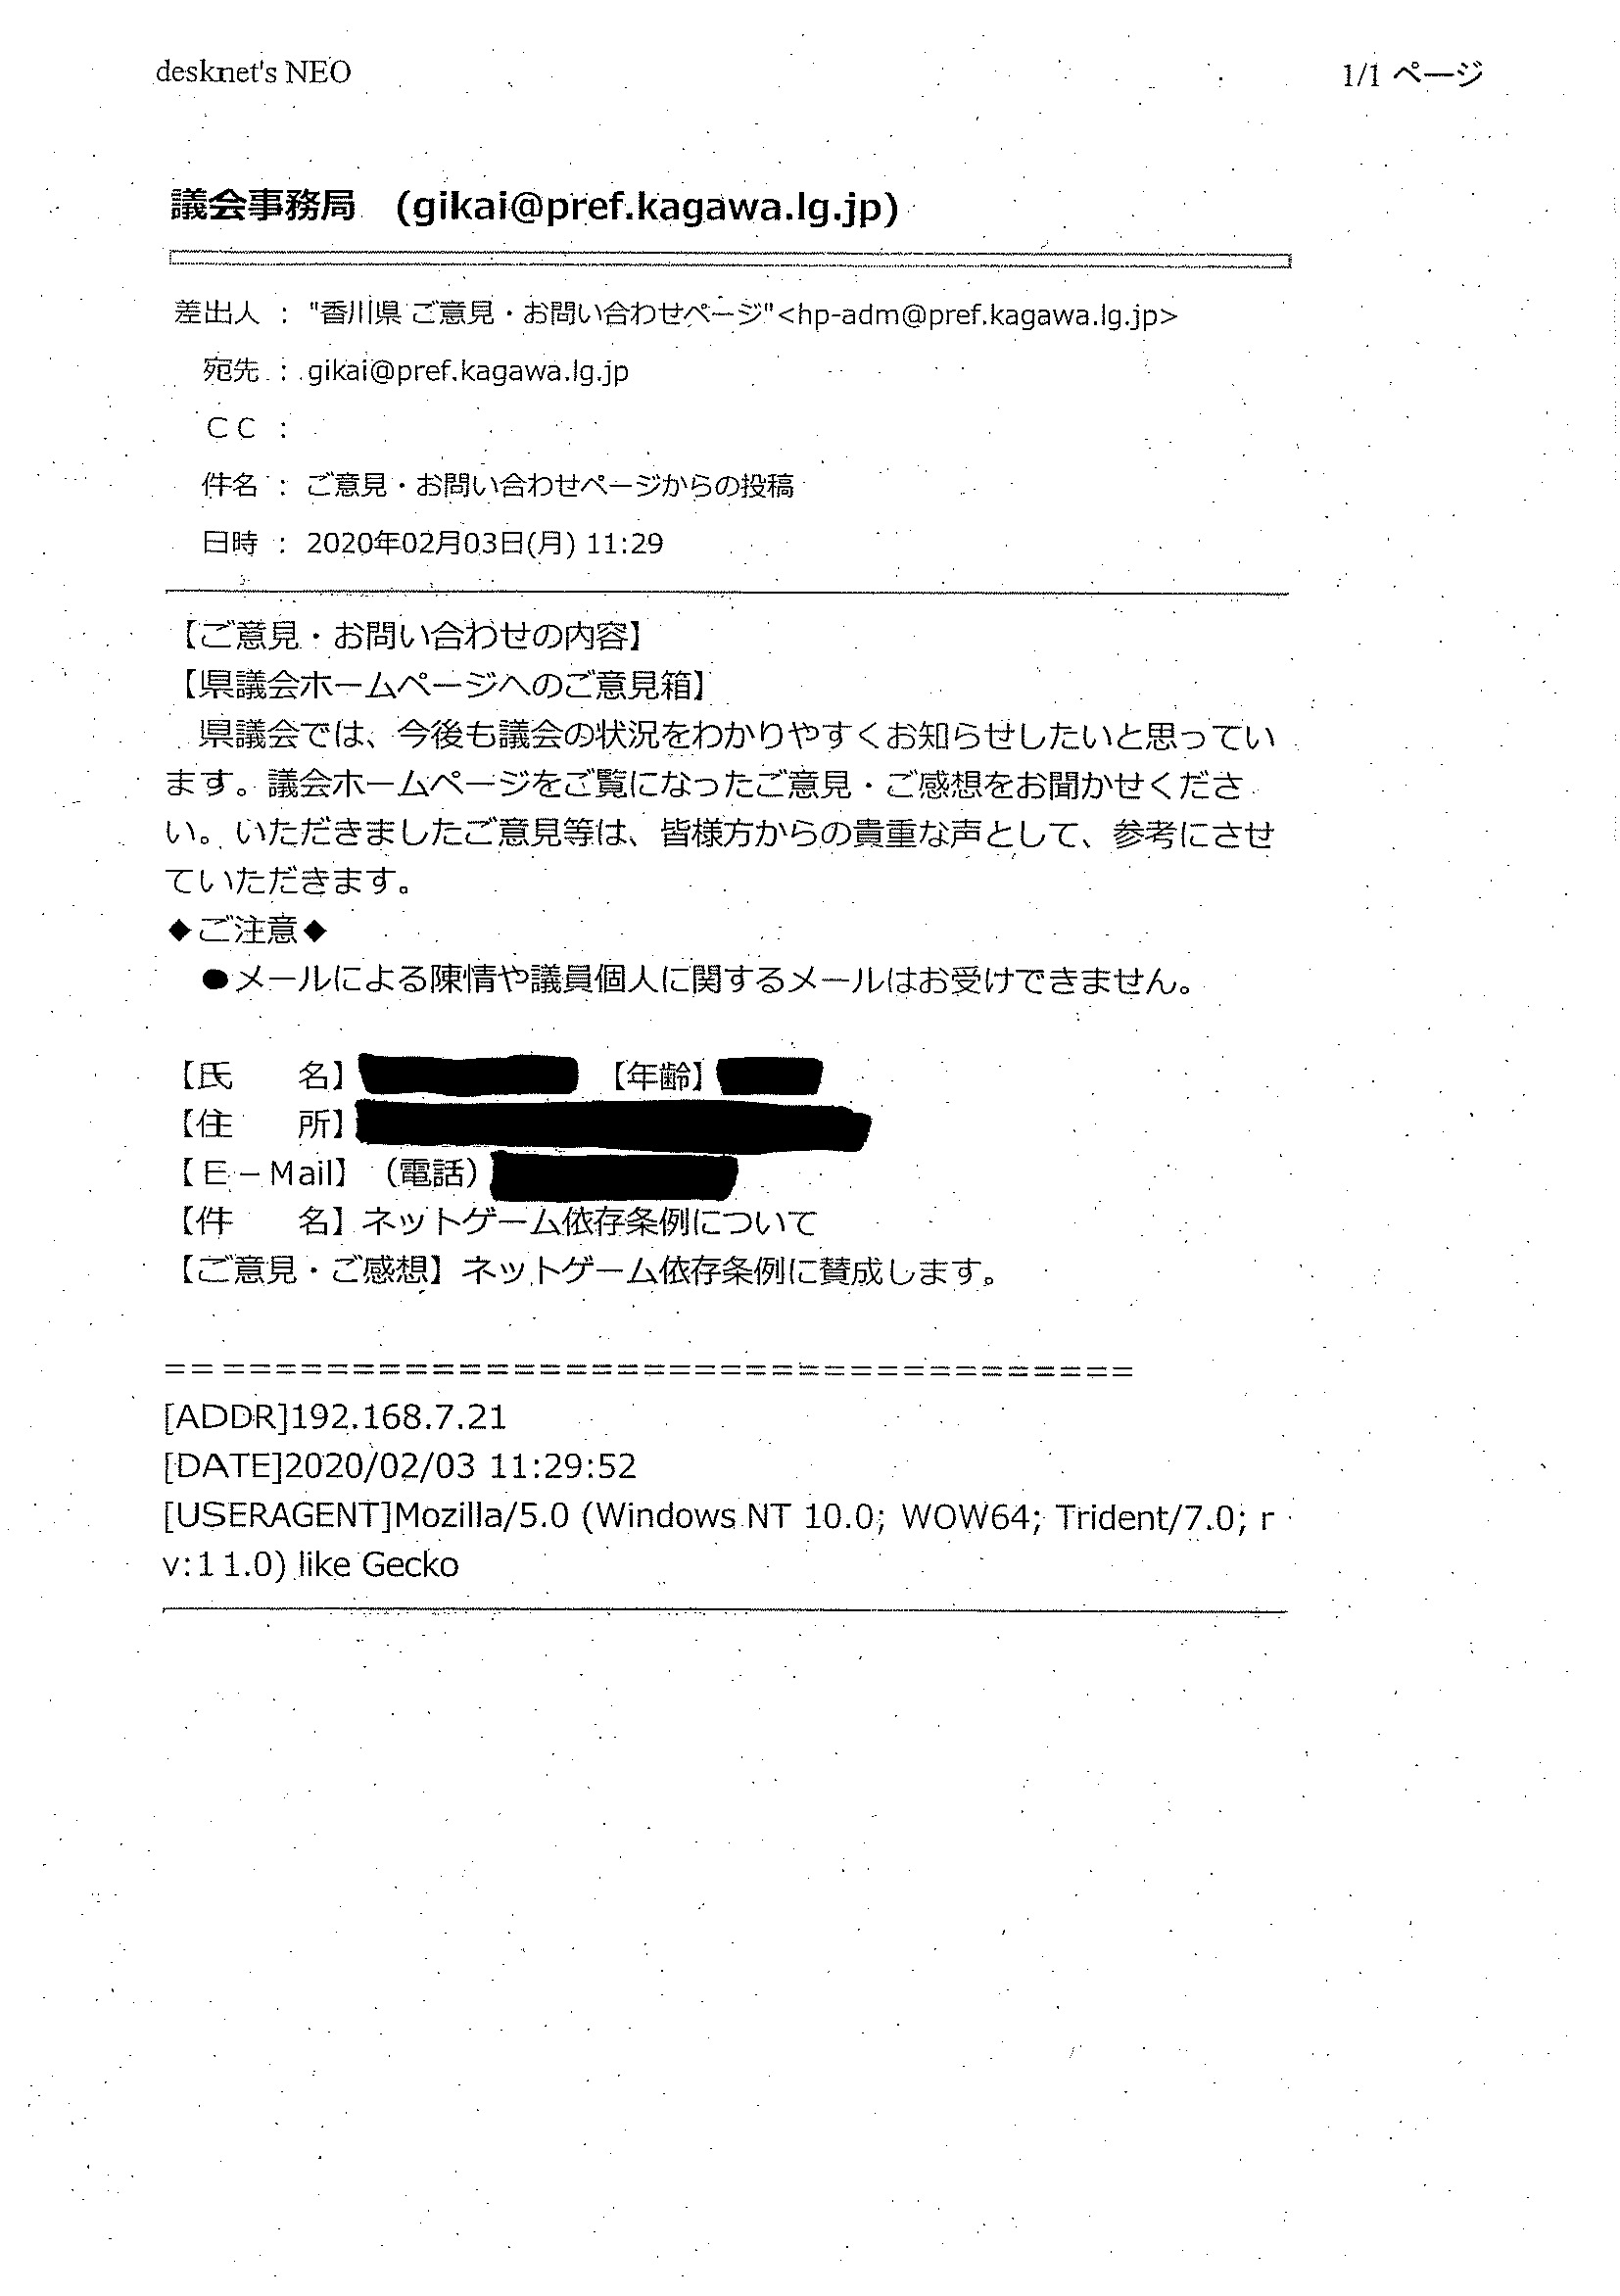 desknet's NEO
1/1 ページ
議会事務局　(gikai@pref.kagawa.lg.jp)
差出人 ： "香川県 ご意見・お問い合わせページ"<hp-adm@pref.kagawa.lg.jp>
宛先 ： gikai@pref.kagawa.lg.jp
ＣＣ ：
件名 ： ご意見・お問い合わせページからの投稿
日時 ： 2020年02月03日(月) 11:29
【ご意見・お問い合わせの内容】
【県議会ホームページへのご意見箱】
　県議会では、今後も議会の状況をわかりやすくお知らせしたいと思ってい
ます。議会ホームページをご覧になったご意見・ご感想をお聞かせくださ
い。いただきましたご意見等は、皆様方からの貴重な声として、参考にさせ
ていただきます。
◆ご注意◆
　●メールによる陳情や議員個人に関するメールはお受けできません。
【氏　　名】　【年齢】
【住　　所】
【Ｅ－Mail】（電話）
【件　　名】ネットゲーム依存条例について
【ご意見・ご感想】ネットゲーム依存条例に賛成します。
======================================
[ADDR]192.168.7.21
[DATE]2020/02/03 11:29:52
[USERAGENT]Mozilla/5.0 (Windows NT 10.0; WOW64; Trident/7.0; r
v:11.0) like Gecko